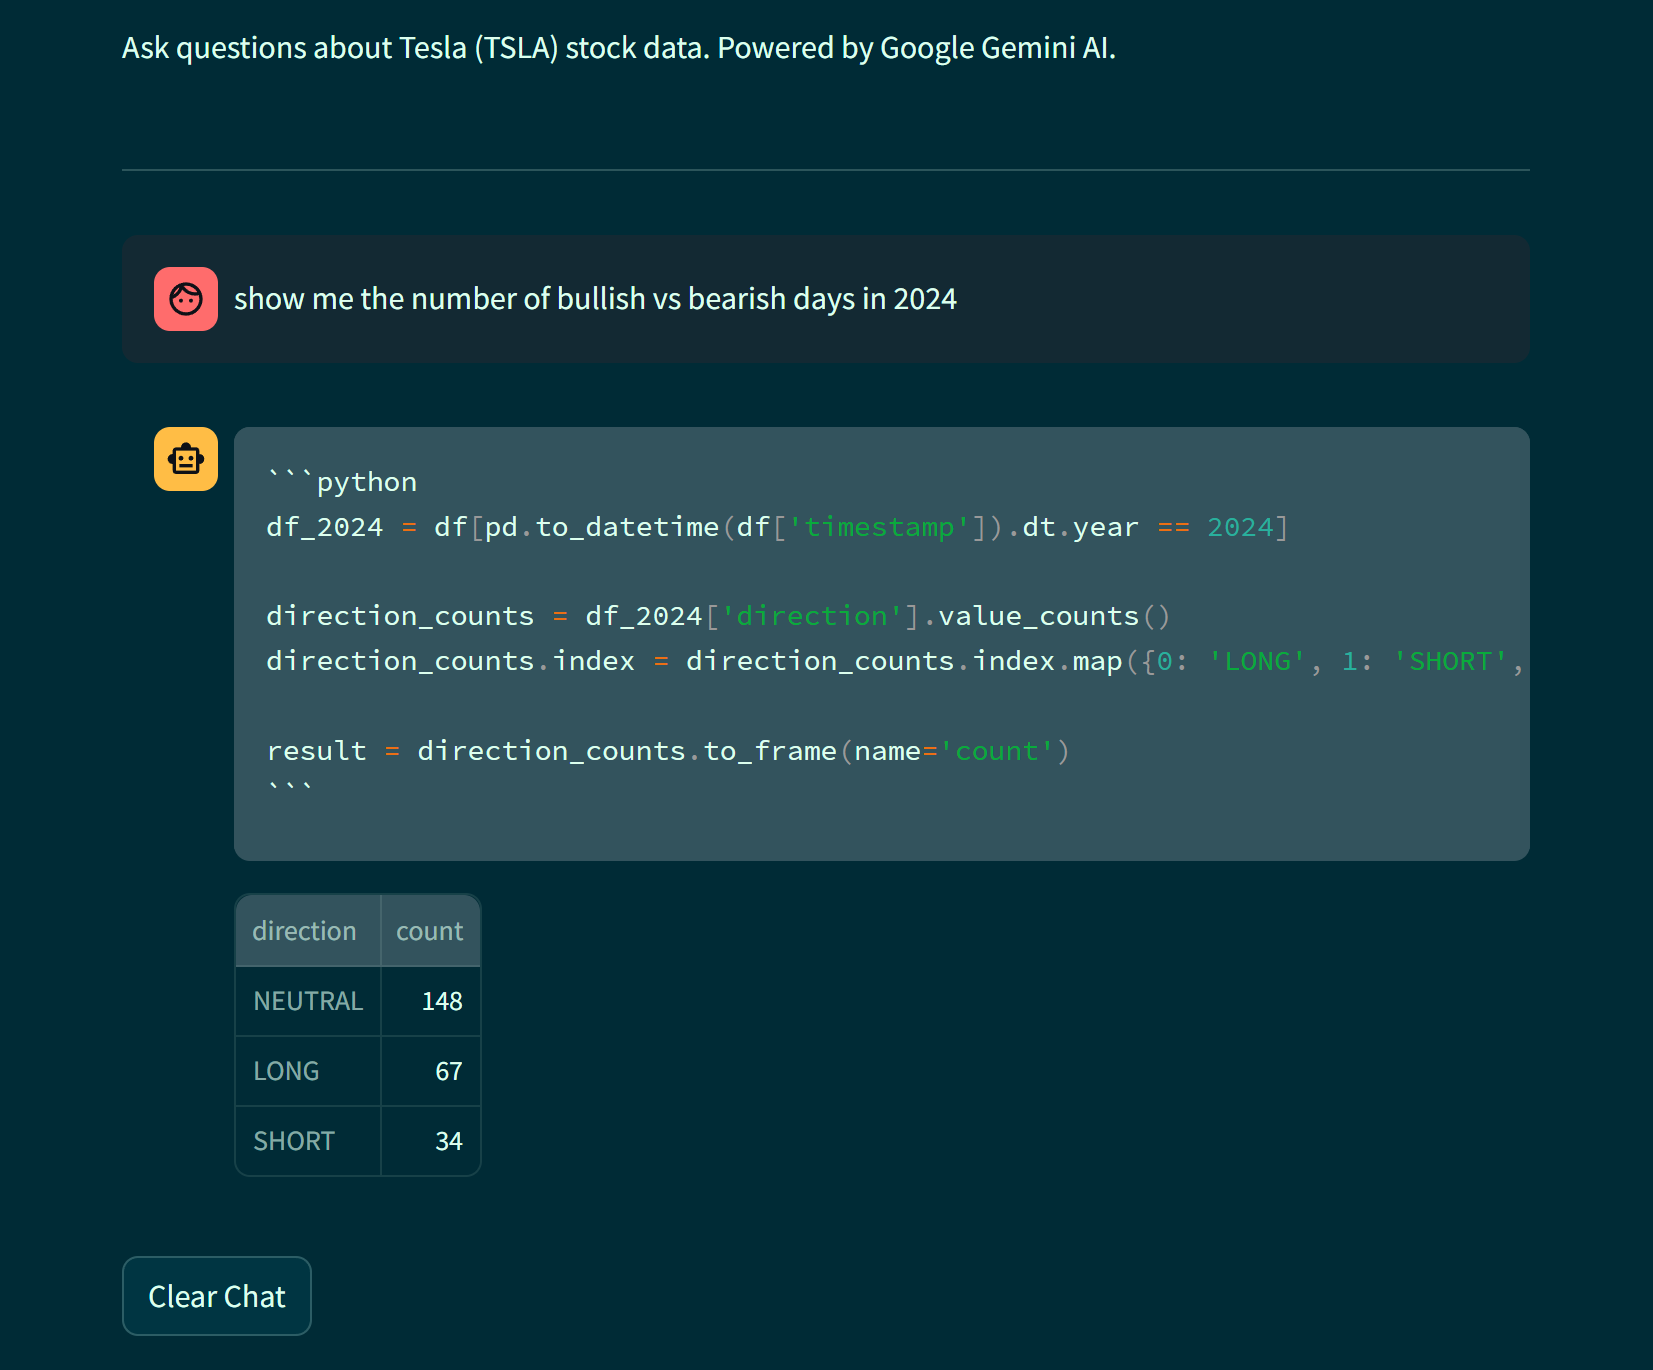 Ask questions about Tesla (TSLA) stock data. Powered by Google Gemini AI.
show me the number of bullish vs bearish days in 2024
```python
df_2024 = df[pd.to_datetime(df['timestamp']).dt.year == 2024]
direction_counts = df_2024['direction'].value_counts()
direction_counts.index = direction_counts.index.map({0: 'LONG', 1: 'SHORT',
result = direction_counts.to_frame(name='count')
```
direction count
NEUTRAL 148
LONG 67
SHORT 34
Clear Chat